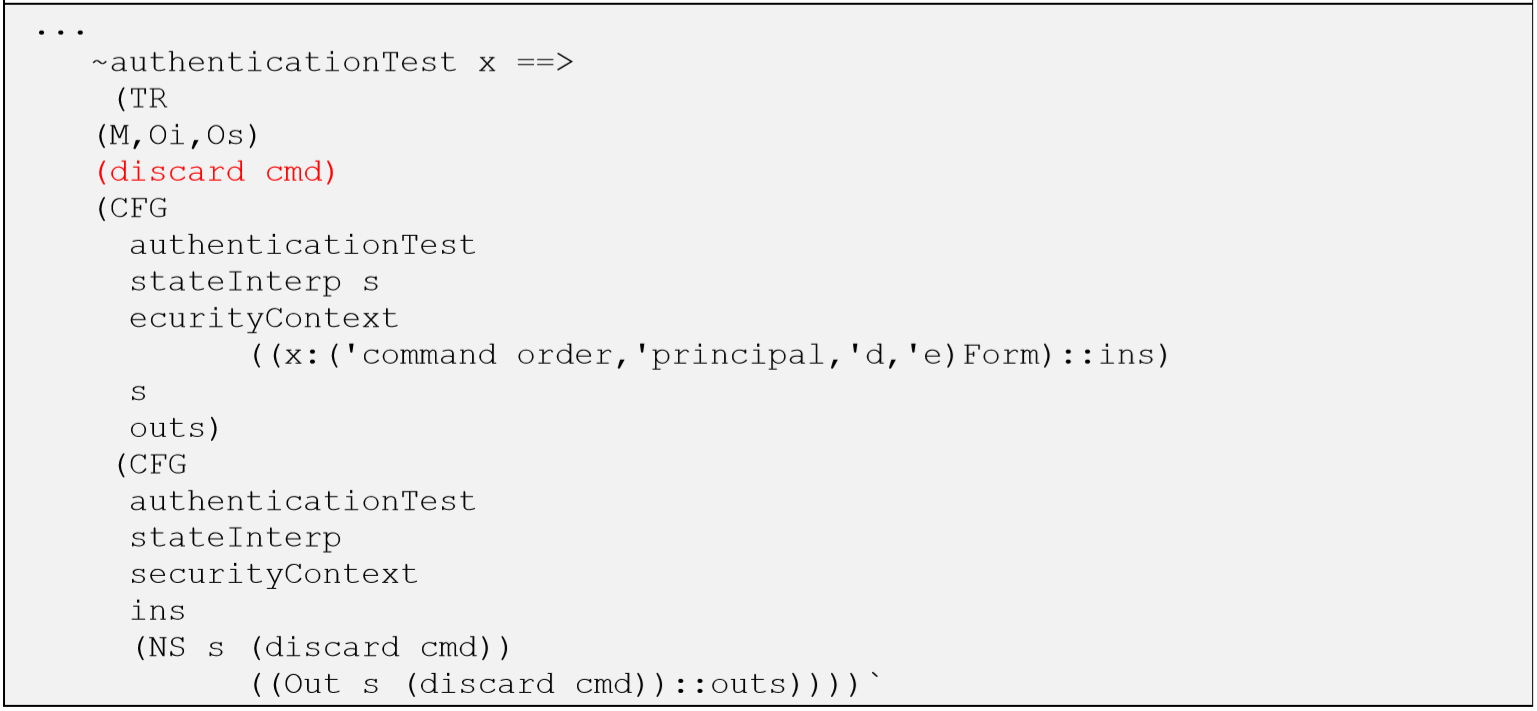 ...
~authenticationTest x ==>
(TR
(M,Oi,Os)
(discard cmd)
(CFG
authenticationTest
stateInterp s
ecurityContext
((x:('command order,'principal,'d,'e)Form)::ins)
s
outs)
(CFG
authenticationTest
stateInterp
securityContext
ins
(NS s (discard cmd))
((Out s (discard cmd))::outs))))`